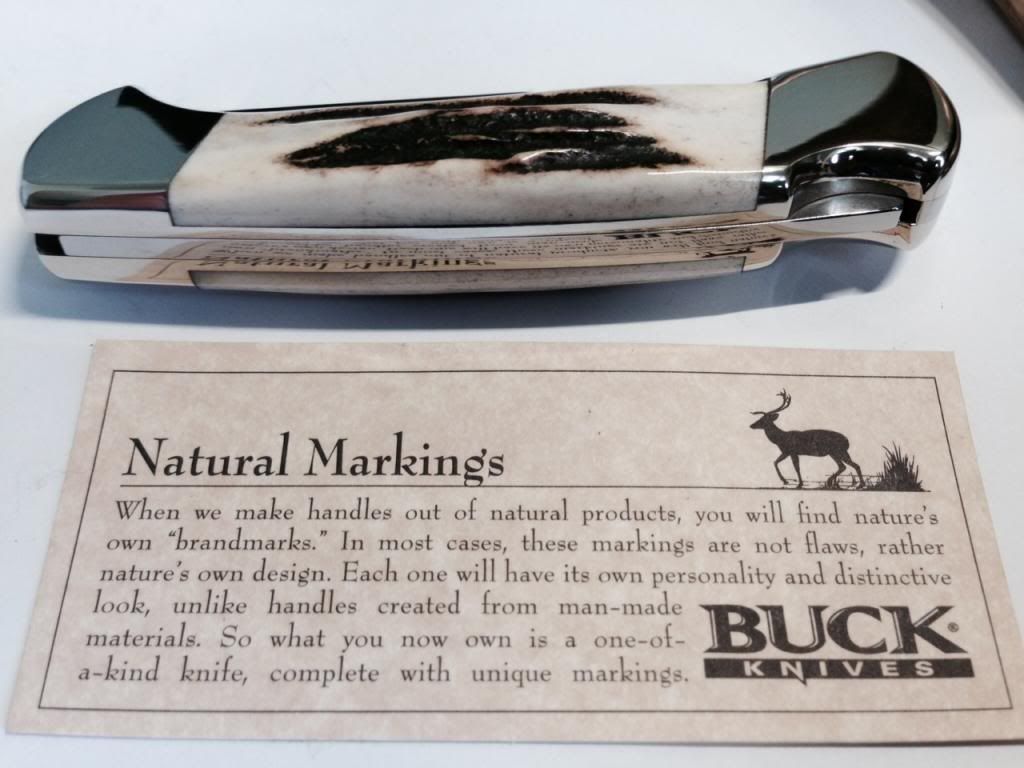 Natural Markings
When we make handles out of natural products, you will find nature's
own "brandmarks." In most cases, these markings are not flaws, rather
nature's own design. Each one will have its own personality and distinctive
look, unlike handles created from man-made
materials. So what you now own is a one-of-
a-kind knife, complete with unique markings.
BUCK®
KNIVES